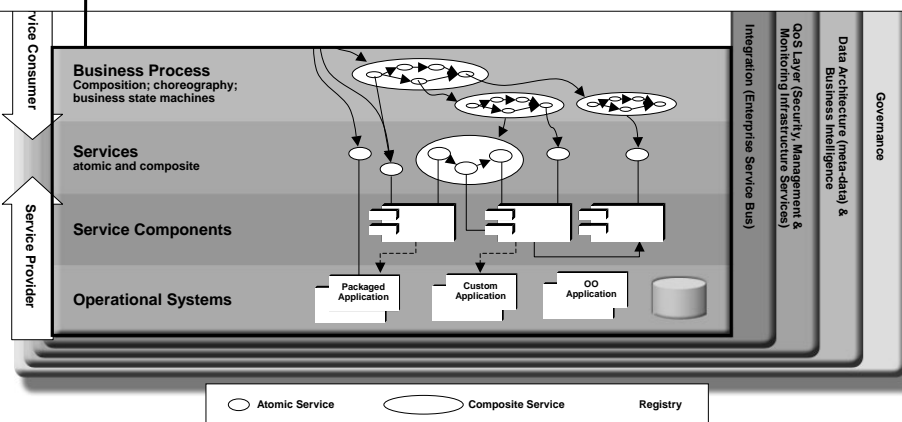 vice Consumer
Service Provider
Business Process
Composition; choreography;
business state machines
Services
atomic and composite
Service Components
Operational Systems
Packaged
Application
Custom
Application
OO
Application
Integration (Enterprise Service Bus)
QoS Layer (Security, Management &
Monitoring Infrastructure Services)
Data Architecture (meta-data) &
Business Intelligence
Governance
Atomic Service
Composite Service
Registry